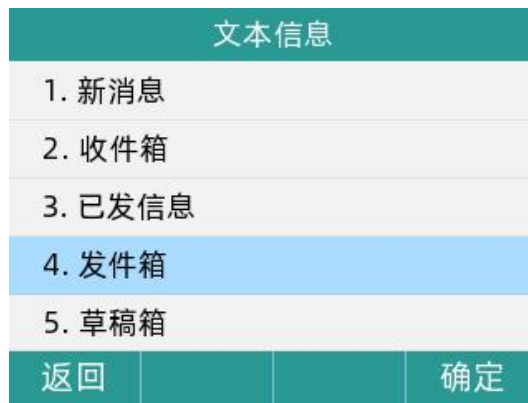 文本信息
1. 新消息
2. 收件箱
3. 已发信息
4. 发件箱
5. 草稿箱
返回 确定